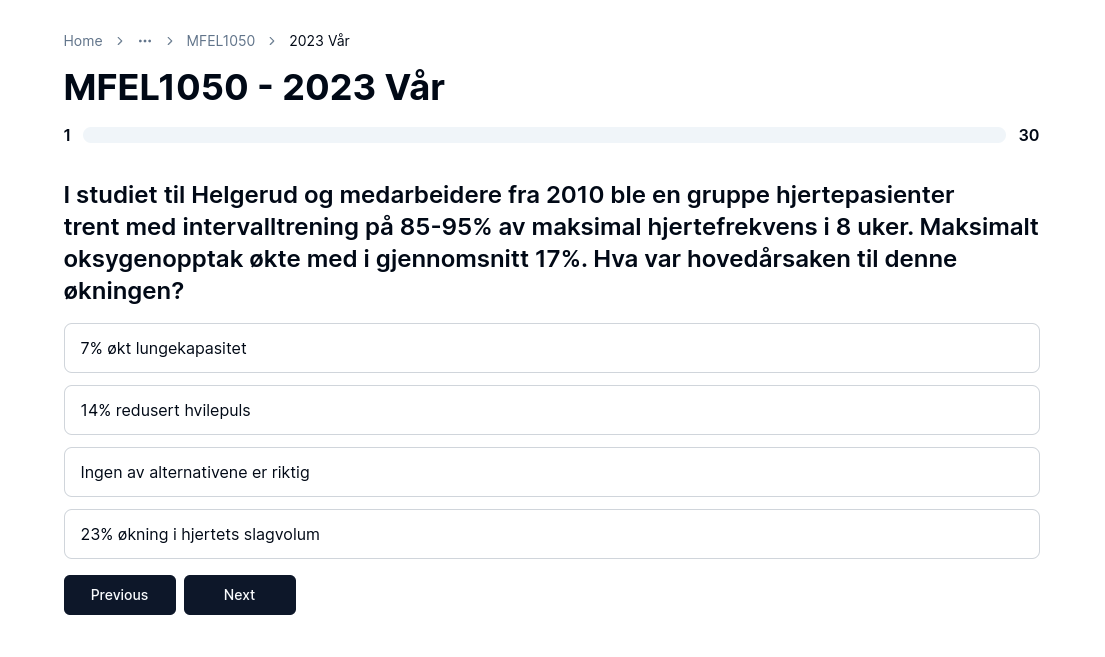 Home > ··· > MFEL1050 > 2023 Vår
MFEL1050 - 2023 Vår
1 30
I studiet til Helgerud og medarbeidere fra 2010 ble en gruppe hjertepasienter
trent med intervalltrening på 85-95% av maksimal hjertefrekvens i 8 uker. Maksimalt
oksygenopptak økte med i gjennomsnitt 17%. Hva var hovedårsaken til denne
økningen?
7% økt lungekapasitet
14% redusert hvilepuls
Ingen av alternativene er riktig
23% økning i hjertets slagvolum
Previous Next